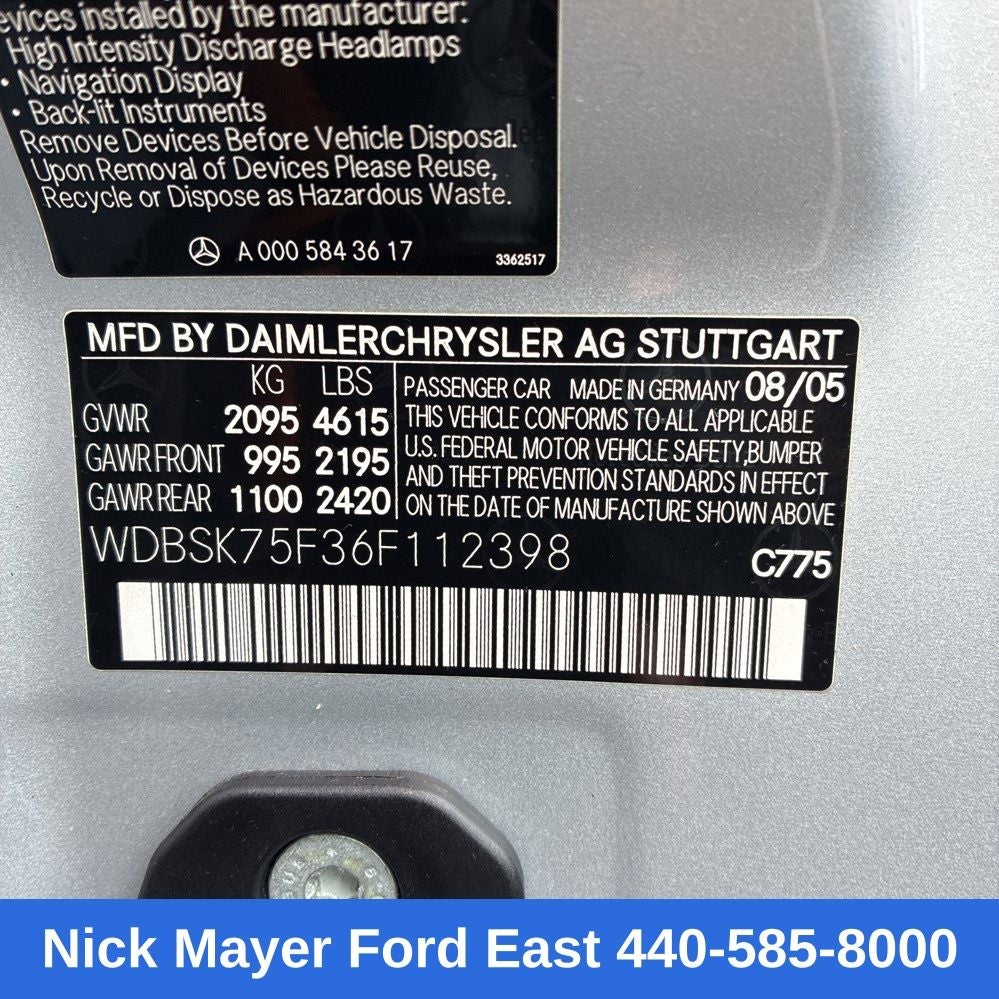 evices installed by the manufacturer:
High Intensity Discharge Headlamps
• Navigation Display
• Back-lit Instruments
Remove Devices Before Vehicle Disposal.
Upon Removal of Devices Please Reuse,
Recycle or Dispose as Hazardous Waste.
A 000 584 36 17 3362517
MFD BY DAIMLERCHRYSLER AG STUTTGART
KG LBS
GVWR 2095 4615
GAWR FRONT 995 2195
GAWR REAR 1100 2420
PASSENGER CAR MADE IN GERMANY 08/05
THIS VEHICLE CONFORMS TO ALL APPLICABLE
U.S. FEDERAL MOTOR VEHICLE SAFETY,BUMPER
AND THEFT PREVENTION STANDARDS IN EFFECT
ON THE DATE OF MANUFACTURE SHOWN ABOVE
WDBSK75F36F112398
C775
Nick Mayer Ford East 440-585-8000